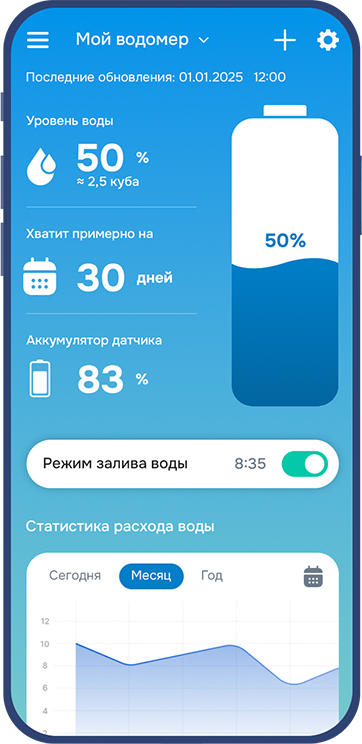 Мой водомер
Последние обновления: 01.01.2025 12:00
Уровень воды
50 %
≈ 2,5 куба
50%
Хватит примерно на
30 дней
Аккумулятор датчика
83 %
Режим залива воды 8:35
Статистика расхода воды
Сегодня Месяц Год
12
10
8
6
4
2